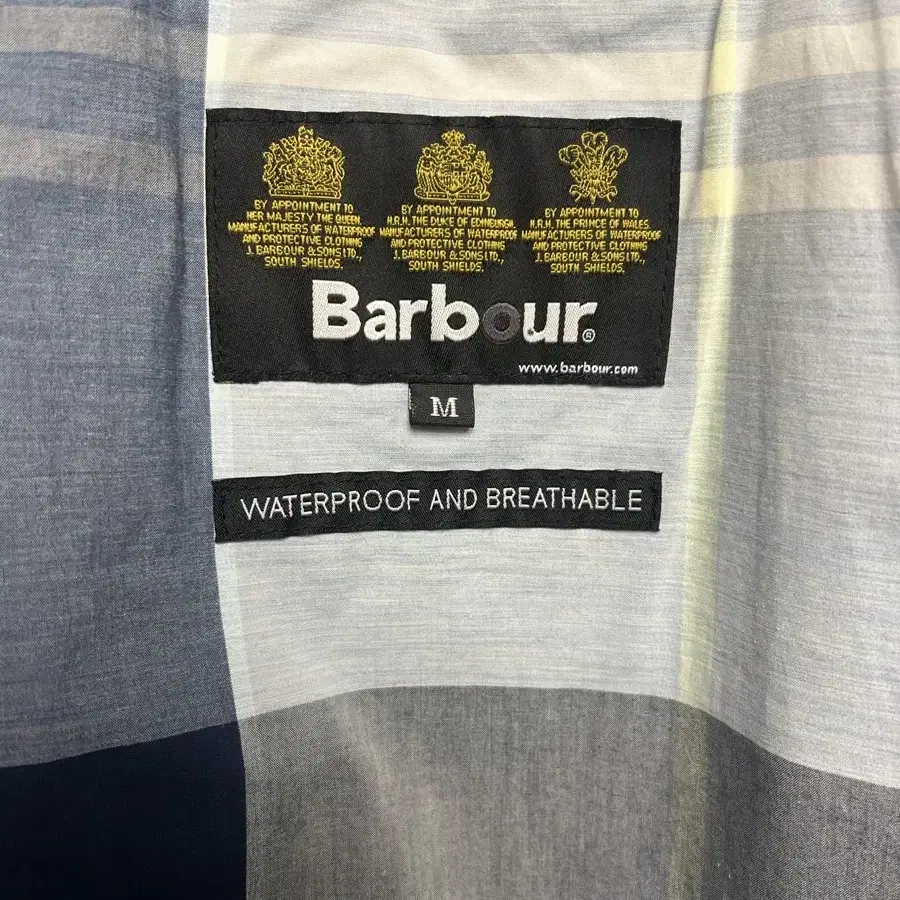 BY APPOINTMENT TO
HER MAJESTY THE QUEEN
MANUFACTURERS OF WATERPROOF
AND PROTECTIVE CLOTHING
J. BARBOUR & SONS LTD.,
SOUTH SHIELDS.
BY APPOINTMENT TO
H.R.H. THE DUKE OF EDINBURGH
MANUFACTURERS OF WATERPROOF
AND PROTECTIVE CLOTHING
J. BARBOUR & SONS LTD.,
SOUTH SHIELDS.
BY APPOINTMENT TO
H.R.H. THE PRINCE OF WALES
MANUFACTURERS OF WATERPROOF
AND PROTECTIVE CLOTHING
J. BARBOUR & SONS LTD.,
SOUTH SHIELDS.
Barbour®
www.barbour.com
M
WATERPROOF AND BREATHABLE